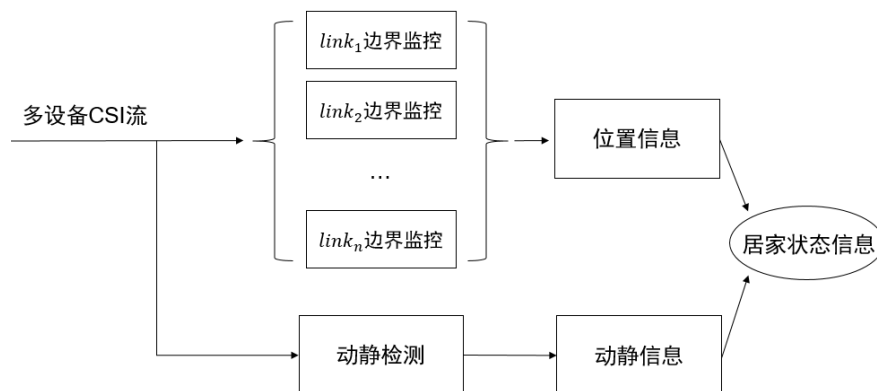 link₁边界监控
多设备CSI流
link₂边界监控
位置信息
...
linkₙ边界监控
居家状态信息
动静检测
动静信息